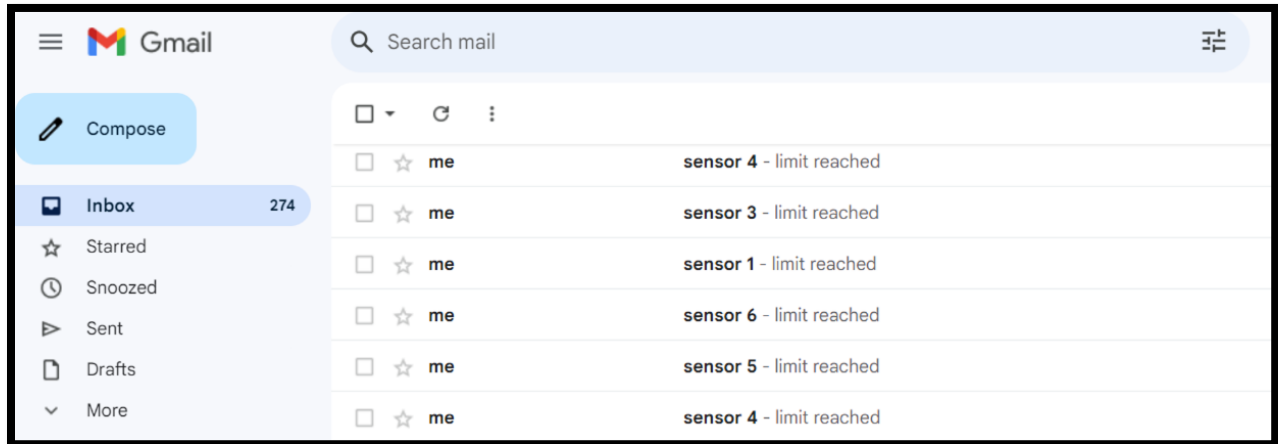 Gmail
Search mail
Compose
me sensor 4 - limit reached
Inbox 274
me sensor 3 - limit reached
Starred
me sensor 1 - limit reached
Snoozed
me sensor 6 - limit reached
Sent
me sensor 5 - limit reached
Drafts
me sensor 4 - limit reached
More